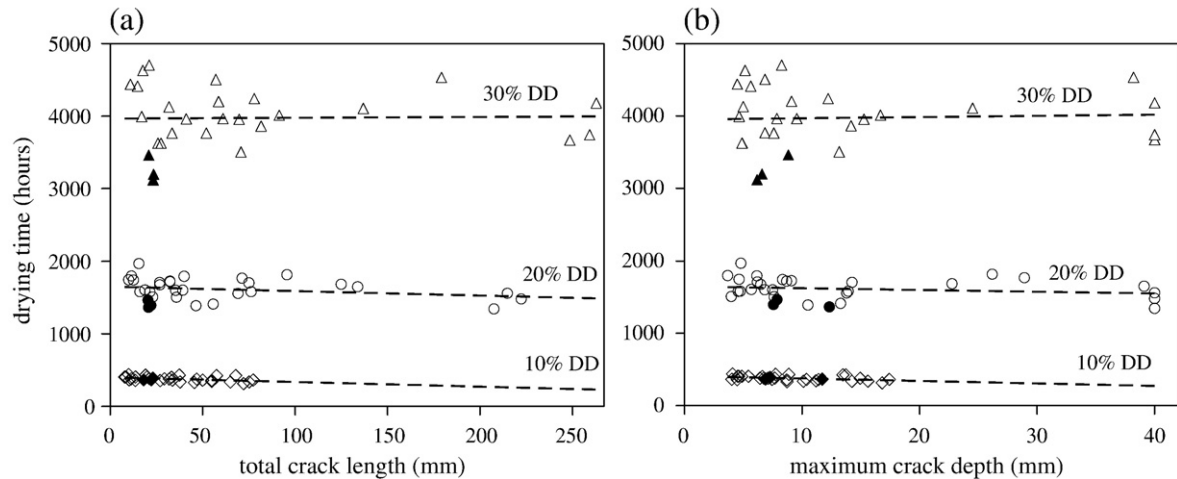 (a)
5000
4000
3000
2000
1000
0
drying time (hours)
30% DD
20% DD
10% DD
0 50 100 150 200 250
total crack length (mm)
(b)
5000
4000
3000
2000
1000
0
30% DD
20% DD
10% DD
0 10 20 30 40
maximum crack depth (mm)